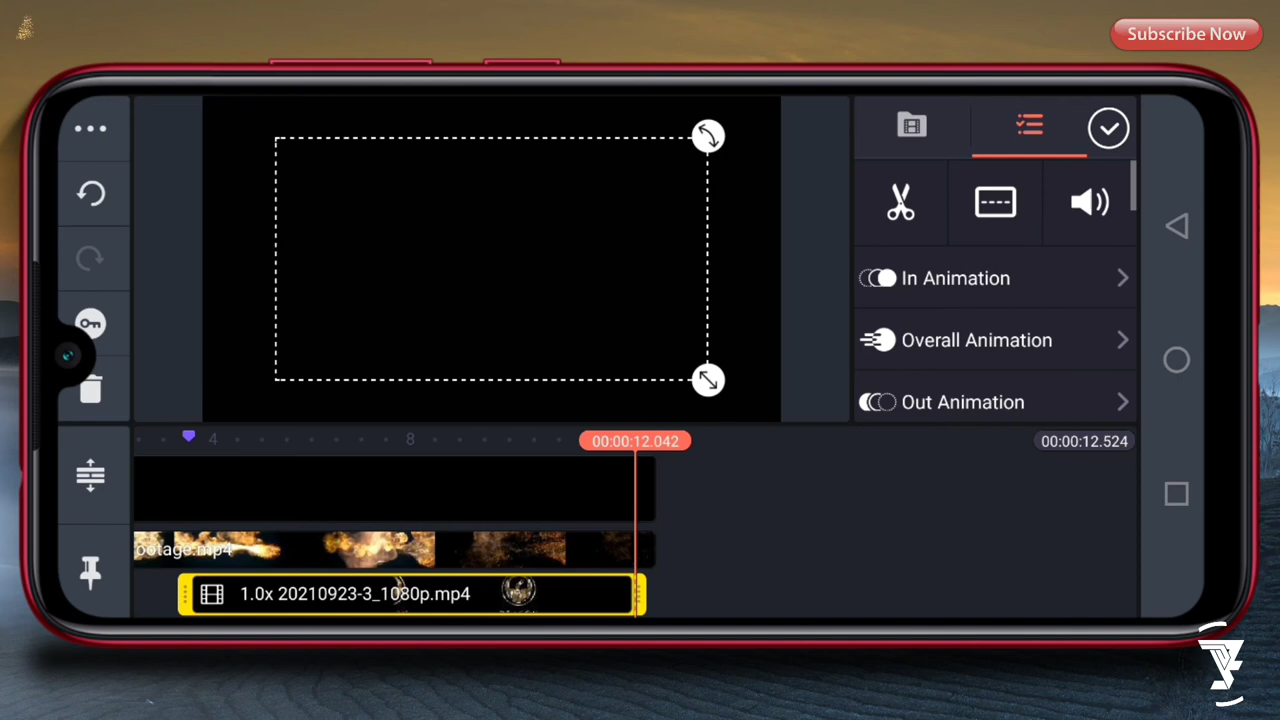 Subscribe Now
In Animation
Overall Animation
Out Animation
4
8
00:00:12.042
00:00:12.524
ootage.mp4
1.0x 20210923-3_1080p.mp4